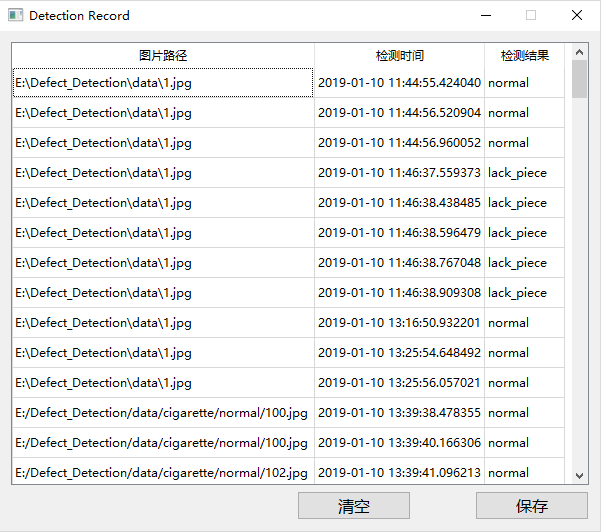 Detection Record
图片路径 检测时间 检测结果
E:\Defect_Detection\data\1.jpg 2019-01-10 11:44:55.424040 normal
E:\Defect_Detection\data\1.jpg 2019-01-10 11:44:56.520904 normal
E:\Defect_Detection\data\1.jpg 2019-01-10 11:44:56.960052 normal
E:\Defect_Detection\data\1.jpg 2019-01-10 11:46:37.559373 lack_piece
E:\Defect_Detection\data\1.jpg 2019-01-10 11:46:38.438485 lack_piece
E:\Defect_Detection\data\1.jpg 2019-01-10 11:46:38.596479 lack_piece
E:\Defect_Detection\data\1.jpg 2019-01-10 11:46:38.767048 lack_piece
E:\Defect_Detection\data\1.jpg 2019-01-10 11:46:38.909308 lack_piece
E:\Defect_Detection\data\1.jpg 2019-01-10 13:16:50.932201 normal
E:\Defect_Detection\data\1.jpg 2019-01-10 13:25:54.648492 normal
E:\Defect_Detection\data\1.jpg 2019-01-10 13:25:56.057021 normal
E:/Defect_Detection/data/cigarette/normal/100.jpg 2019-01-10 13:39:38.478355 normal
E:/Defect_Detection/data/cigarette/normal/100.jpg 2019-01-10 13:39:40.166306 normal
E:/Defect_Detection/data/cigarette/normal/102.jpg 2019-01-10 13:39:41.096213 normal
清空 保存